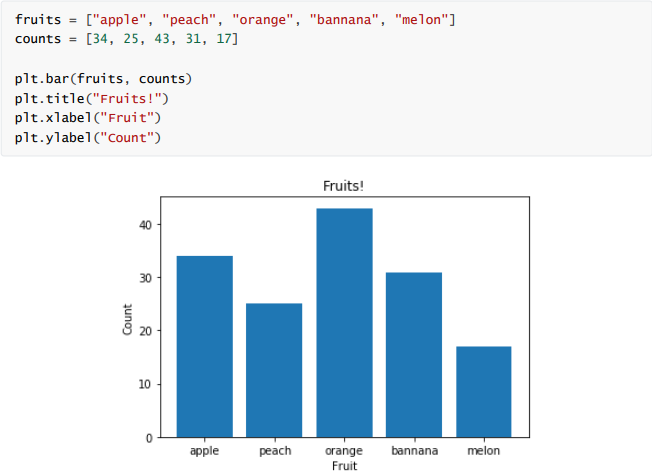 fruits = ["apple", "peach", "orange", "bannana", "melon"]
counts = [34, 25, 43, 31, 17]
plt.bar(fruits, counts)
plt.title("Fruits!")
plt.xlabel("Fruit")
plt.ylabel("Count")
Fruits!
Count
40
30
20
10
0
apple peach orange bannana melon
Fruit